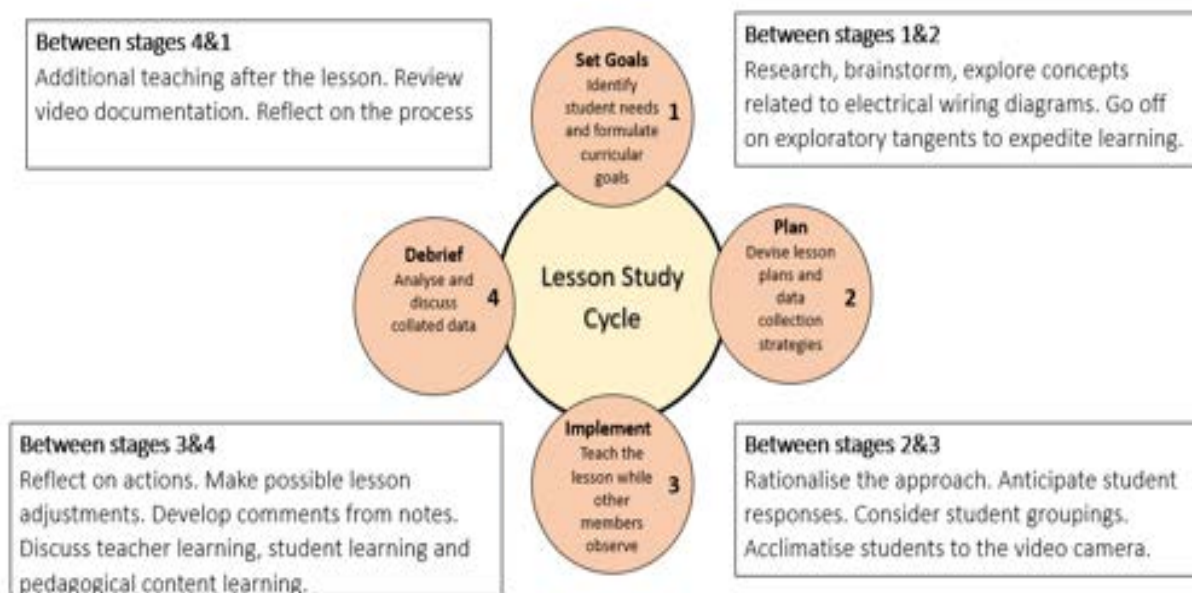 Between stages 4&1
Additional teaching after the lesson. Review
video documentation. Reflect on the process
Set Goals
Identify
student needs
and formulate
curricular
goals
1
Between stages 1&2
Research, brainstorm, explore concepts
related to electrical wiring diagrams. Go off
on exploratory tangents to expedite learning.
Debrief
Analyse and
discuss
collated data
4
Lesson Study
Cycle
Plan
Devise lesson
plans and
data
collection
strategies
2
Between stages 3&4
Reflect on actions. Make possible lesson
adjustments. Develop comments from notes.
Discuss teacher learning, student learning and
pedagogical content learning.
Implement
Teach the
lesson while
other
members
observe
3
Between stages 2&3
Rationalise the approach. Anticipate student
responses. Consider student groupings.
Acclimatise students to the video camera.